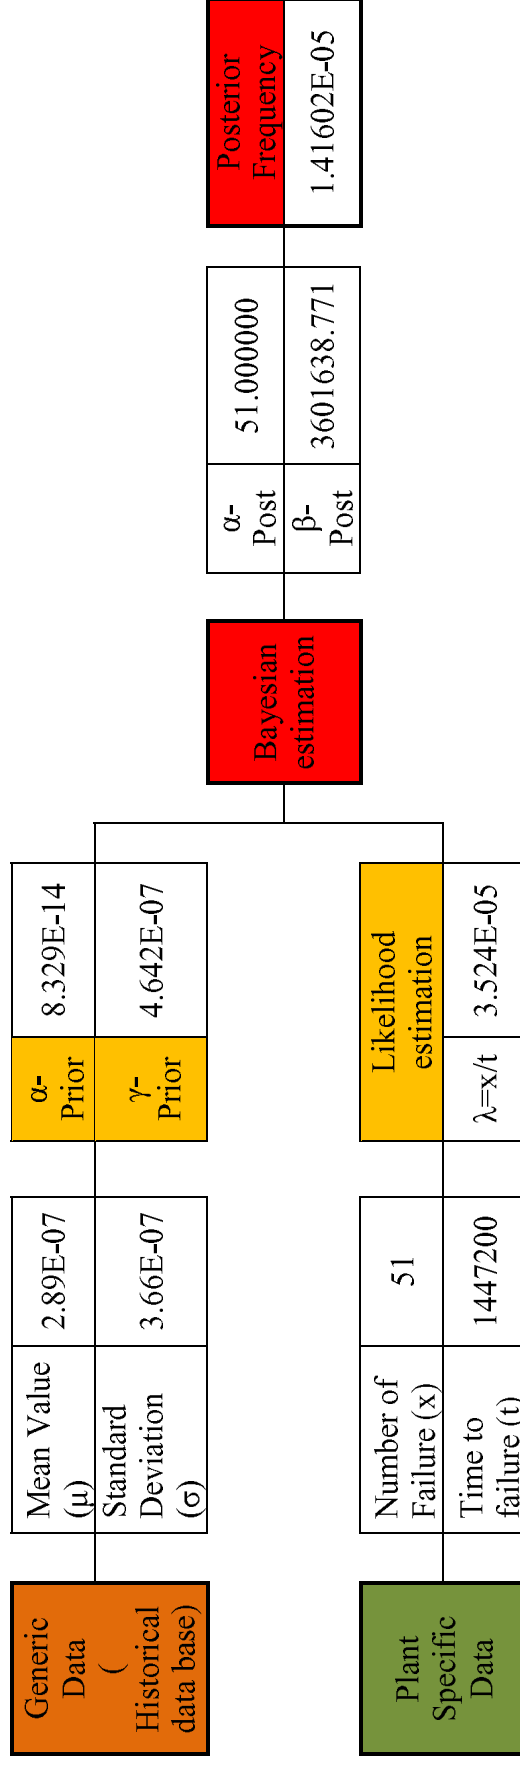 Generic
Data
(
Historical
data base)
Mean Value
(μ)
2.89E-07
Standard
Deviation
(σ)
3.66E-07
α-
Prior
8.329E-14
γ-
Prior
4.642E-07
Plant
Specific
Data
Number of
Failure (x)
51
Time to
failure (t)
1447200
Likelihood
estimation
λ=x/t
3.524E-05
Bayesian
estimation
α-
Post
51.000000
β-
Post
3601638.771
Posterior
Frequency
1.41602E-05